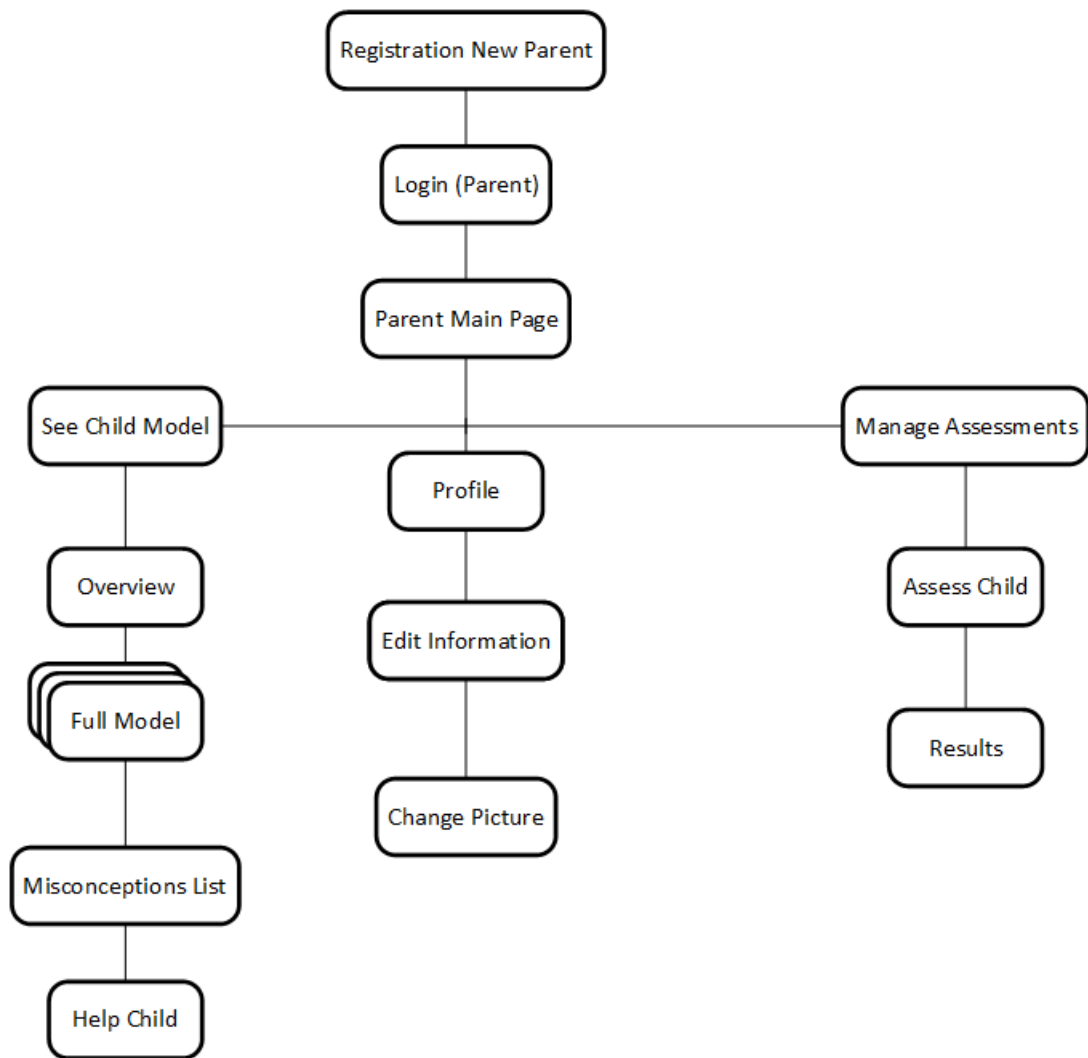 Registration New Parent
Login (Parent)
Parent Main Page
See Child Model
Manage Assessments
Profile
Overview
Assess Child
Edit Information
Full Model
Results
Change Picture
Misconceptions List
Help Child